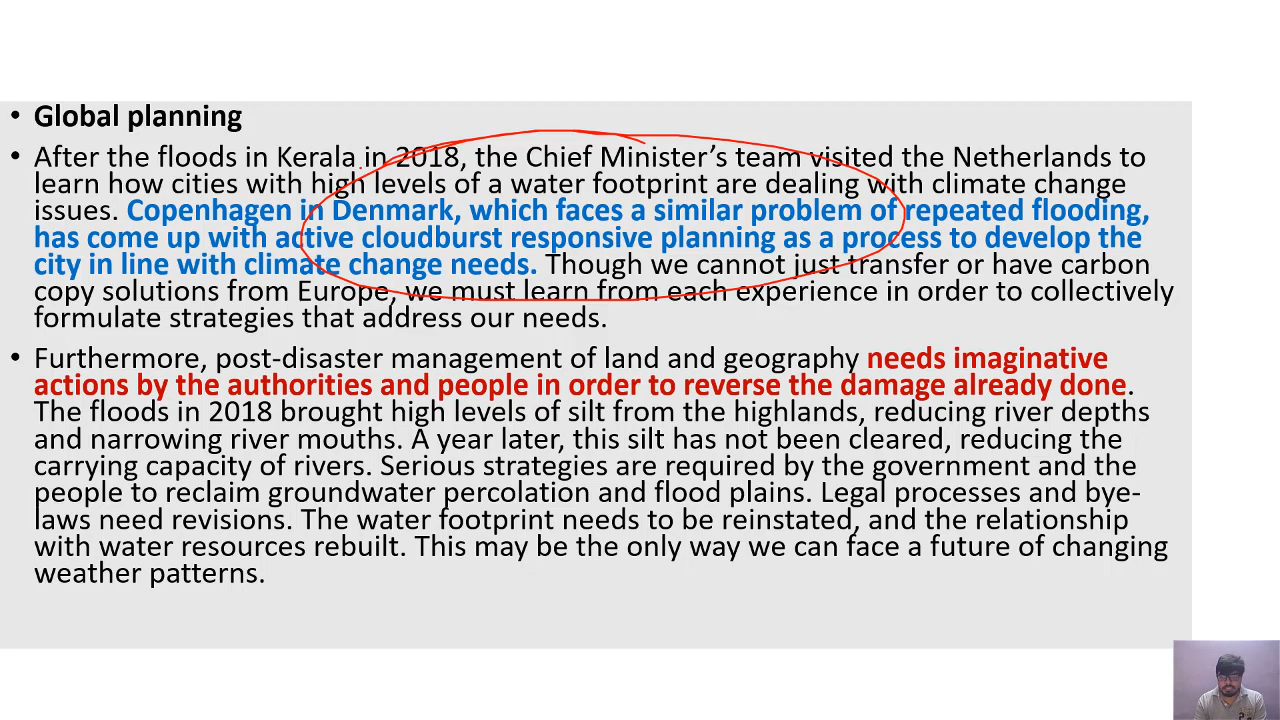 • Global planning
• After the floods in Kerala in 2018, the Chief Minister’s team visited the Netherlands to
learn how cities with high levels of a water footprint are dealing with climate change
issues. Copenhagen in Denmark, which faces a similar problem of repeated flooding,
has come up with active cloudburst responsive planning as a process to develop the
city in line with climate change needs. Though we cannot just transfer or have carbon
copy solutions from Europe, we must learn from each experience in order to collectively
formulate strategies that address our needs.
• Furthermore, post-disaster management of land and geography needs imaginative
actions by the authorities and people in order to reverse the damage already done.
The floods in 2018 brought high levels of silt from the highlands, reducing river depths
and narrowing river mouths. A year later, this silt has not been cleared, reducing the
carrying capacity of rivers. Serious strategies are required by the government and the
people to reclaim groundwater percolation and flood plains. Legal processes and bye-
laws need revisions. The water footprint needs to be reinstated, and the relationship
with water resources rebuilt. This may be the only way we can face a future of changing
weather patterns.